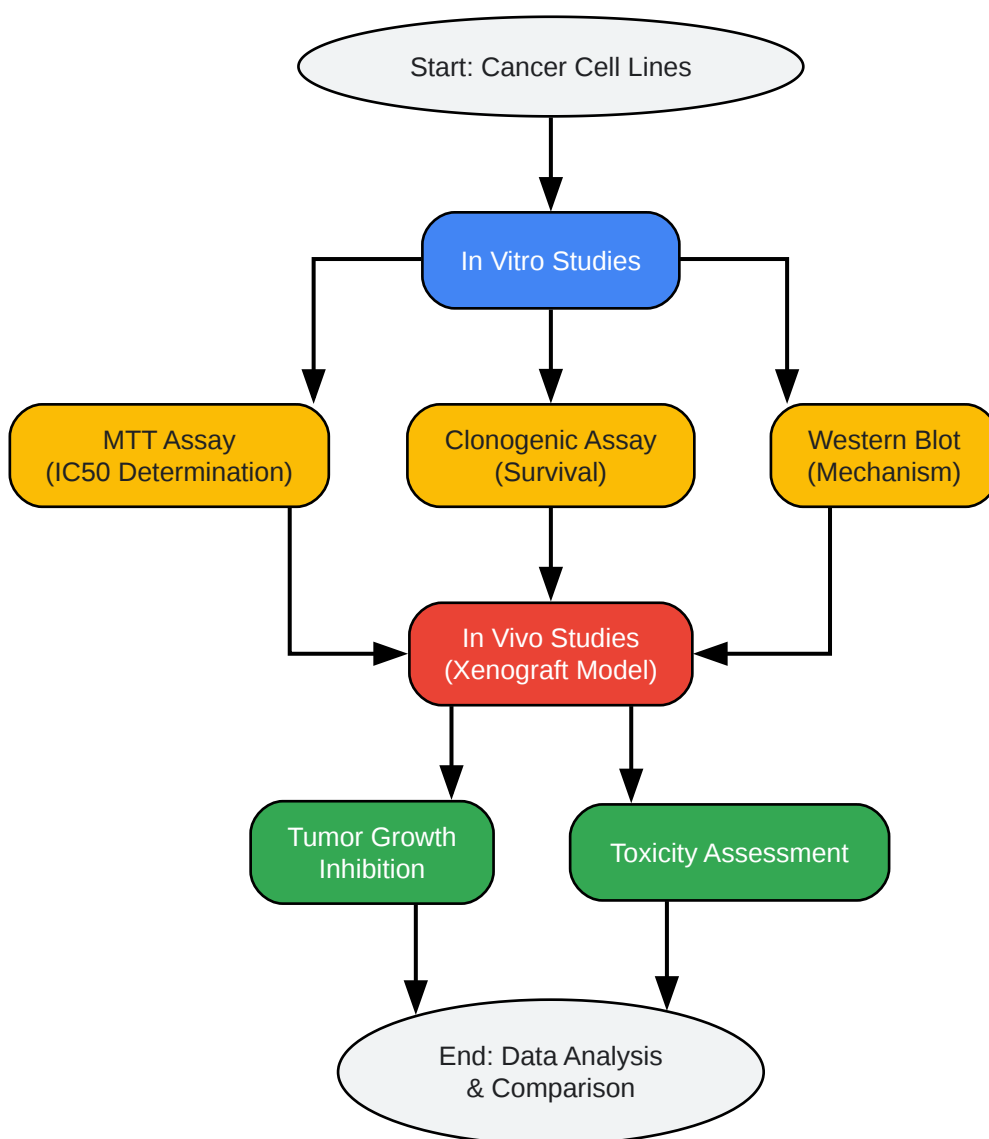 Start: Cancer Cell Lines
In Vitro Studies
MTT Assay
(IC50 Determination)
Clonogenic Assay
(Survival)
Western Blot
(Mechanism)
In Vivo Studies
(Xenograft Model)
Tumor Growth
Inhibition
Toxicity Assessment
End: Data Analysis
& Comparison